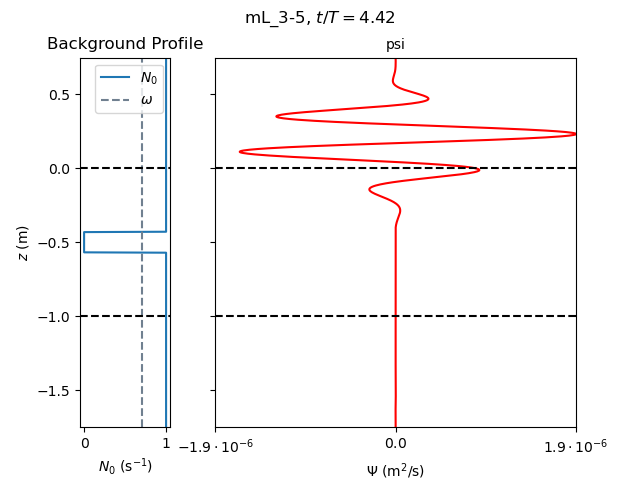 mL_3-5, t/T = 4.42
Background Profile
psi
N₀
ω
0.5
0.0
−0.5
−1.0
−1.5
z (m)
0
1
−1.9 · 10⁻⁶
0.0
1.9 · 10⁻⁶
N₀ (s⁻¹)
Ψ (m²/s)